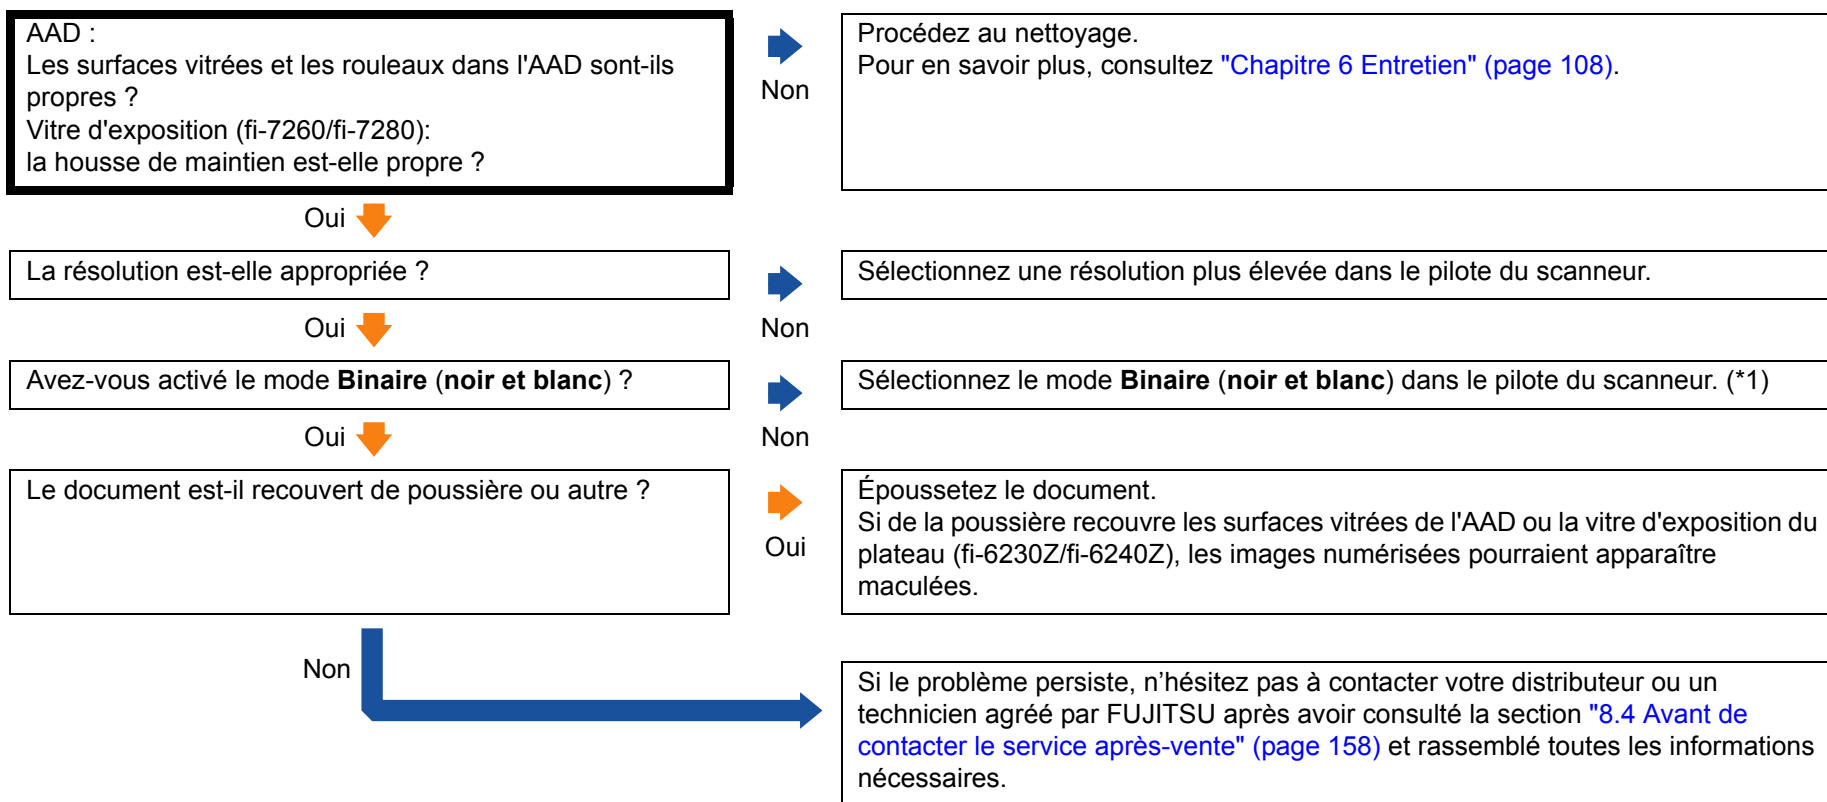 AAD :
Les surfaces vitrées et les rouleaux dans l'AAD sont-ils
propres ?
Vitre d'exposition (fi-7260/fi-7280):
la housse de maintien est-elle propre ?
Non
Procédez au nettoyage.
Pour en savoir plus, consultez "Chapitre 6 Entretien" (page 108).
Oui
La résolution est-elle appropriée ?
Non
Sélectionnez une résolution plus élevée dans le pilote du scanneur.
Oui
Avez-vous activé le mode Binaire (noir et blanc) ?
Non
Sélectionnez le mode Binaire (noir et blanc) dans le pilote du scanneur. (*1)
Oui
Le document est-il recouvert de poussière ou autre ?
Oui
Époussetez le document.
Si de la poussière recouvre les surfaces vitrées de l'AAD ou la vitre d'exposition du
plateau (fi-6230Z/fi-6240Z), les images numérisées pourraient apparaître
maculées.
Non
Si le problème persiste, n’hésitez pas à contacter votre distributeur ou un
technicien agréé par FUJITSU après avoir consulté la section "8.4 Avant de
contacter le service après-vente" (page 158) et rassemblé toutes les informations
nécessaires.